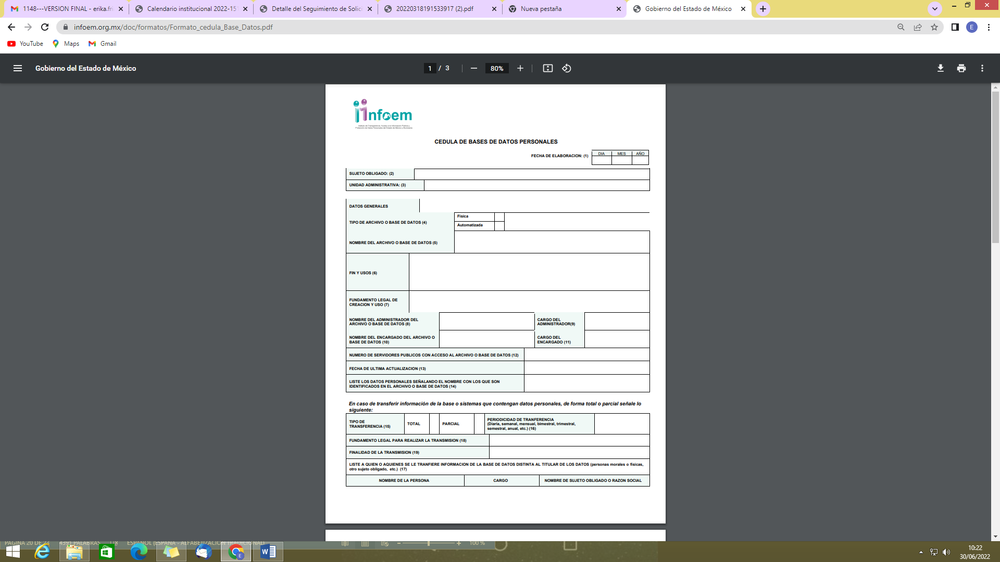 1148---VERSION FINAL - erika.fri
Calendario institucional 2022-15
Detalle del Seguimiento de Solici
20220318191533917 (2).pdf
Nueva pestaña
Gobierno del Estado de México
infoem.org.mx/doc/formatos/Formato_cedula_Base_Datos.pdf
E
YouTube
Maps
Gmail
Gobierno del Estado de México
1 / 3
80%
infoem
Instituto de Transparencia, Acceso a la Información Pública y
Protección de Datos Personales del Estado de México y Municipios
CEDULA DE BASES DE DATOS PERSONALES
FECHA DE ELABORACION: (1)
DIA MES AÑO
SUJETO OBLIGADO: (2)
UNIDAD ADMINISTRATIVA: (3)
DATOS GENERALES
TIPO DE ARCHIVO O BASE DE DATOS (4)
Física
Automatizada
NOMBRE DEL ARCHIVO O BASE DE DATOS (5)
FIN Y USOS (6)
FUNDAMENTO LEGAL DE
CREACION Y USO (7)
NOMBRE DEL ADMINISTRADOR DEL
ARCHIVO O BASE DE DATOS (8)
CARGO DEL
ADMINISTRADOR(9)
NOMBRE DEL ENCARGADO DEL ARCHIVO O
BASE DE DATOS (10)
CARGO DEL
ENCARGADO (11)
NUMERO DE SERVIDORES PUBLICOS CON ACCESO AL ARCHIVO O BASE DE DATOS (12)
FECHA DE ULTIMA ACTUALIZACION (13)
LISTE LOS DATOS PERSONALES SEÑALANDO EL NOMBRE CON LOS QUE SON
IDENTIFICADOS EN EL ARCHIVO O BASE DE DATOS (14)
En caso de transferir información de la base o sistemas que contengan datos personales, de forma total o parcial señale lo
siguiente:
TIPO DE
TRANSFERENCIA (15)
TOTAL
PARCIAL
PERIODICIDAD DE TRANFERENCIA
(Diaria, semanal, mensual, bimestral, trimestral,
semestral, anual, etc.) (16)
FUNDAMENTO LEGAL PARA REALIZAR LA TRANSMISION (18)
FINALIDAD DE LA TRANSMISION (19)
LISTE A QUIEN O AQUIENES SE LE TRANFIERE INFORMACION DE LA BASE DE DATOS DISTINTA AL TITULAR DE LOS DATOS (personas morales o físicas,
otro sujeto obligado, etc.) (17)
NOMBRE DE LA PERSONA
CARGO
NOMBRE DE SUJETO OBLIGADO O RAZON SOCIAL
PÁGINA 20 DE 23 4391 PALABRAS ESPAÑOL (ESPAÑA - ALFABETIZACIÓN TRADICIONAL)
100 %
E
10:22
30/06/2022